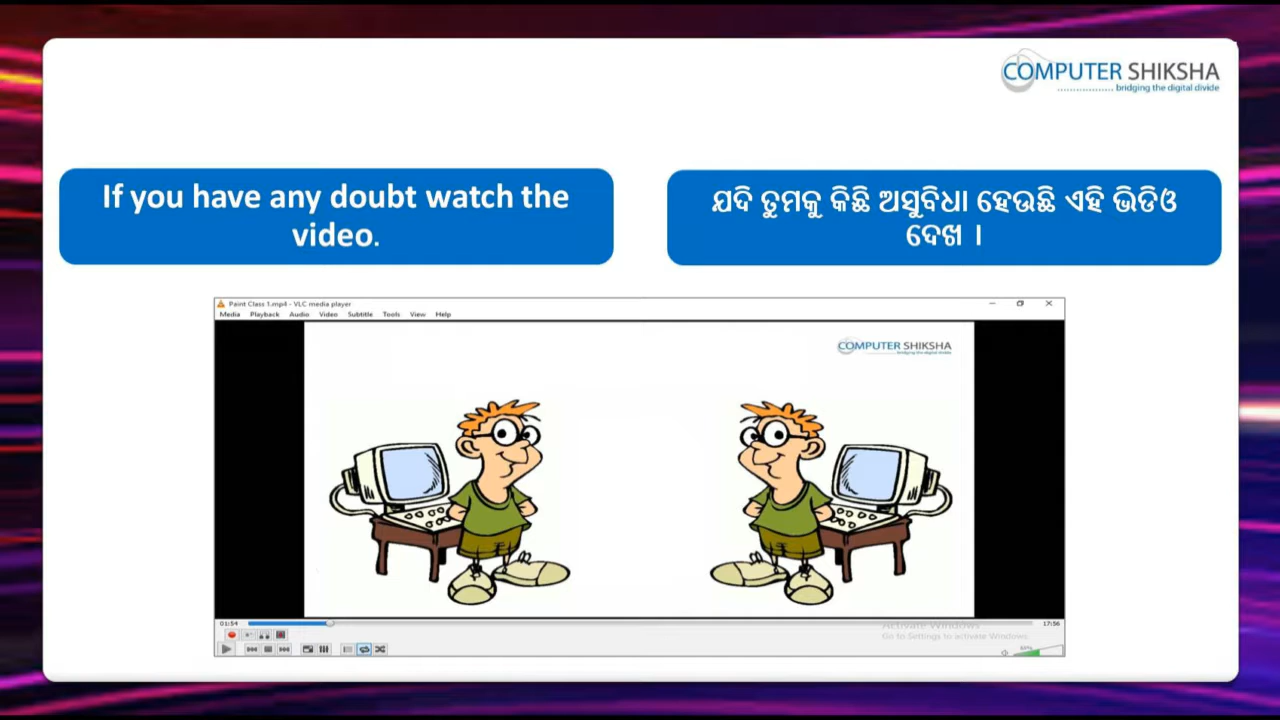 COMPUTER SHIKSHA
bridging the digital divide
If you have any doubt watch the
video.
ଯଦି ତୁମକୁ କିଛି ଅସୁବିଧା ହେଉଛି ଏହି ଭିଡିଓ
ଦେଖ ।
Paint Class 1.mp4 - VLC media player
Media Playback Audio Video Subtitle Tools View Help
COMPUTER SHIKSHA
bridging the digital divide
01:54
17:56
Activate Windows
Go to Settings to activate Windows.